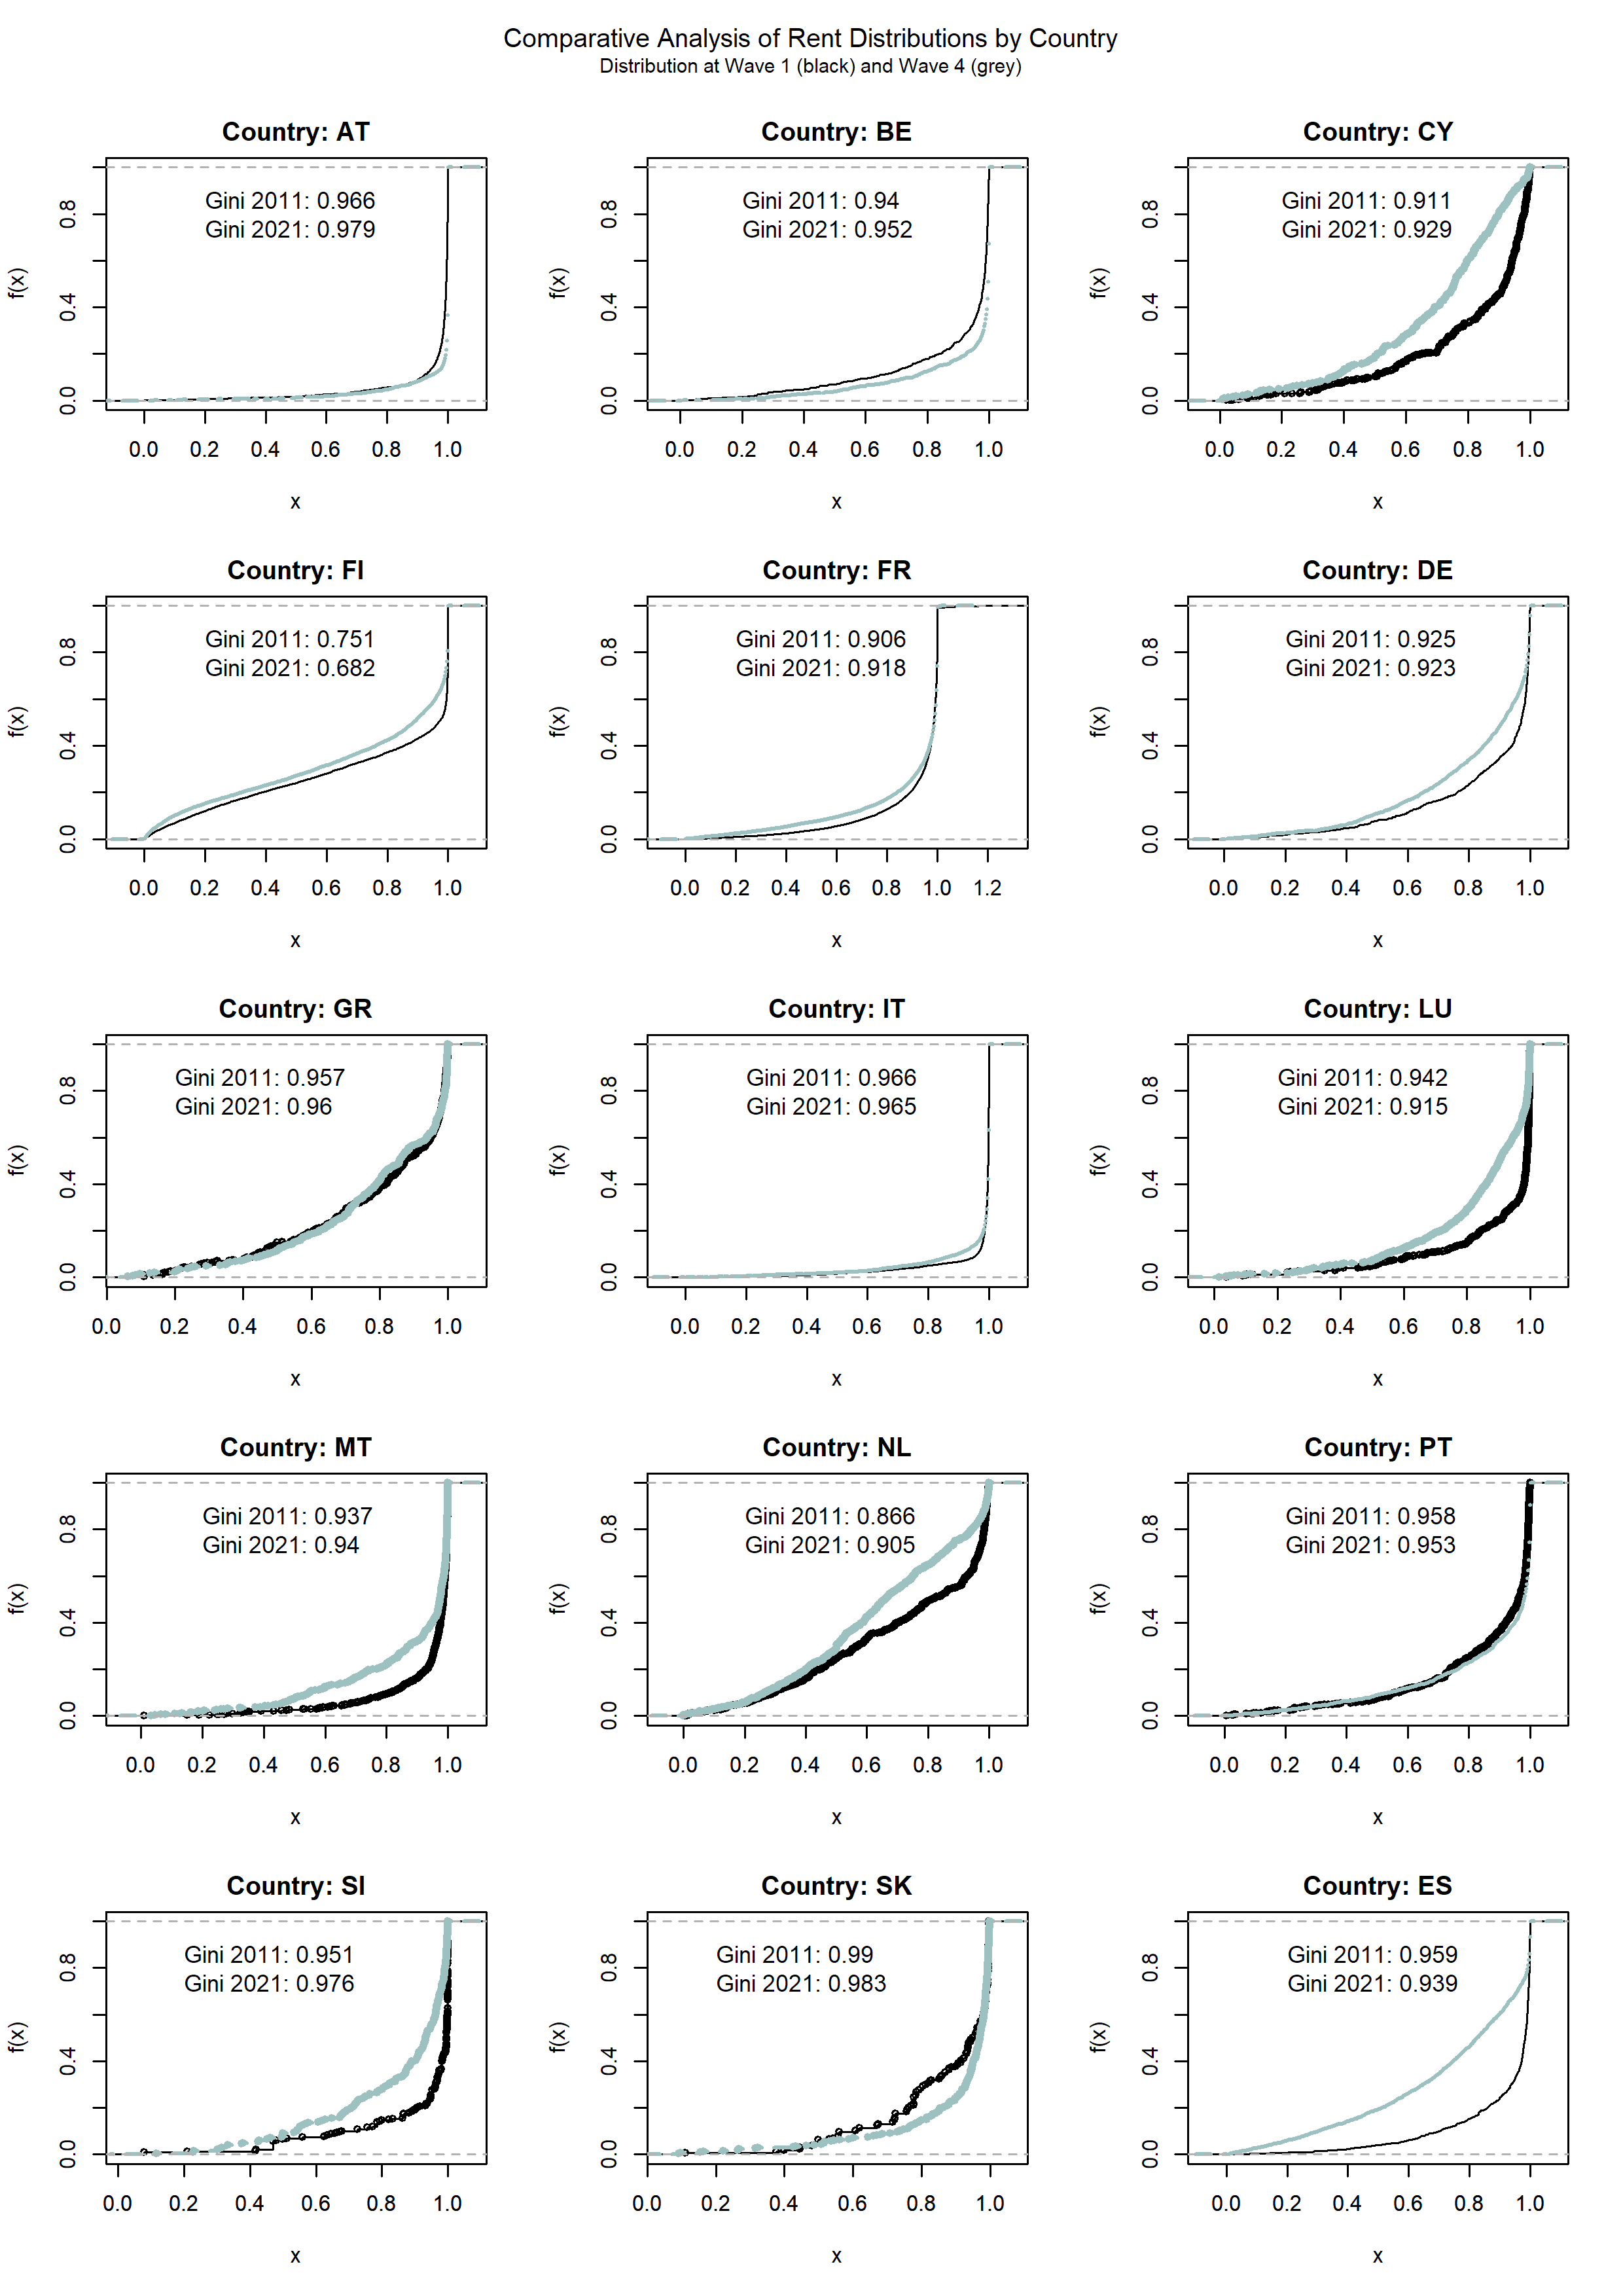 Comparative Analysis of Rent Distributions by Country
Distribution at Wave 1 (black) and Wave 4 (grey)
Country: AT
Gini 2011: 0.966
Gini 2021: 0.979
f(x)
0.0 0.4 0.8
0.0 0.2 0.4 0.6 0.8 1.0
x
Country: BE
Gini 2011: 0.94
Gini 2021: 0.952
f(x)
0.0 0.4 0.8
0.0 0.2 0.4 0.6 0.8 1.0
x
Country: CY
Gini 2011: 0.911
Gini 2021: 0.929
f(x)
0.0 0.4 0.8
0.0 0.2 0.4 0.6 0.8 1.0
x
Country: FI
Gini 2011: 0.751
Gini 2021: 0.682
f(x)
0.0 0.4 0.8
0.0 0.2 0.4 0.6 0.8 1.0
x
Country: FR
Gini 2011: 0.906
Gini 2021: 0.918
f(x)
0.0 0.4 0.8
0.0 0.2 0.4 0.6 0.8 1.0 1.2
x
Country: DE
Gini 2011: 0.925
Gini 2021: 0.923
f(x)
0.0 0.4 0.8
0.0 0.2 0.4 0.6 0.8 1.0
x
Country: GR
Gini 2011: 0.957
Gini 2021: 0.96
f(x)
0.0 0.4 0.8
0.0 0.2 0.4 0.6 0.8 1.0
x
Country: IT
Gini 2011: 0.966
Gini 2021: 0.965
f(x)
0.0 0.4 0.8
0.0 0.2 0.4 0.6 0.8 1.0
x
Country: LU
Gini 2011: 0.942
Gini 2021: 0.915
f(x)
0.0 0.4 0.8
0.0 0.2 0.4 0.6 0.8 1.0
x
Country: MT
Gini 2011: 0.937
Gini 2021: 0.94
f(x)
0.0 0.4 0.8
0.0 0.2 0.4 0.6 0.8 1.0
x
Country: NL
Gini 2011: 0.866
Gini 2021: 0.905
f(x)
0.0 0.4 0.8
0.0 0.2 0.4 0.6 0.8 1.0
x
Country: PT
Gini 2011: 0.958
Gini 2021: 0.953
f(x)
0.0 0.4 0.8
0.0 0.2 0.4 0.6 0.8 1.0
x
Country: SI
Gini 2011: 0.951
Gini 2021: 0.976
f(x)
0.0 0.4 0.8
0.0 0.2 0.4 0.6 0.8 1.0
x
Country: SK
Gini 2011: 0.99
Gini 2021: 0.983
f(x)
0.0 0.4 0.8
0.0 0.2 0.4 0.6 0.8 1.0
x
Country: ES
Gini 2011: 0.959
Gini 2021: 0.939
f(x)
0.0 0.4 0.8
0.0 0.2 0.4 0.6 0.8 1.0
x